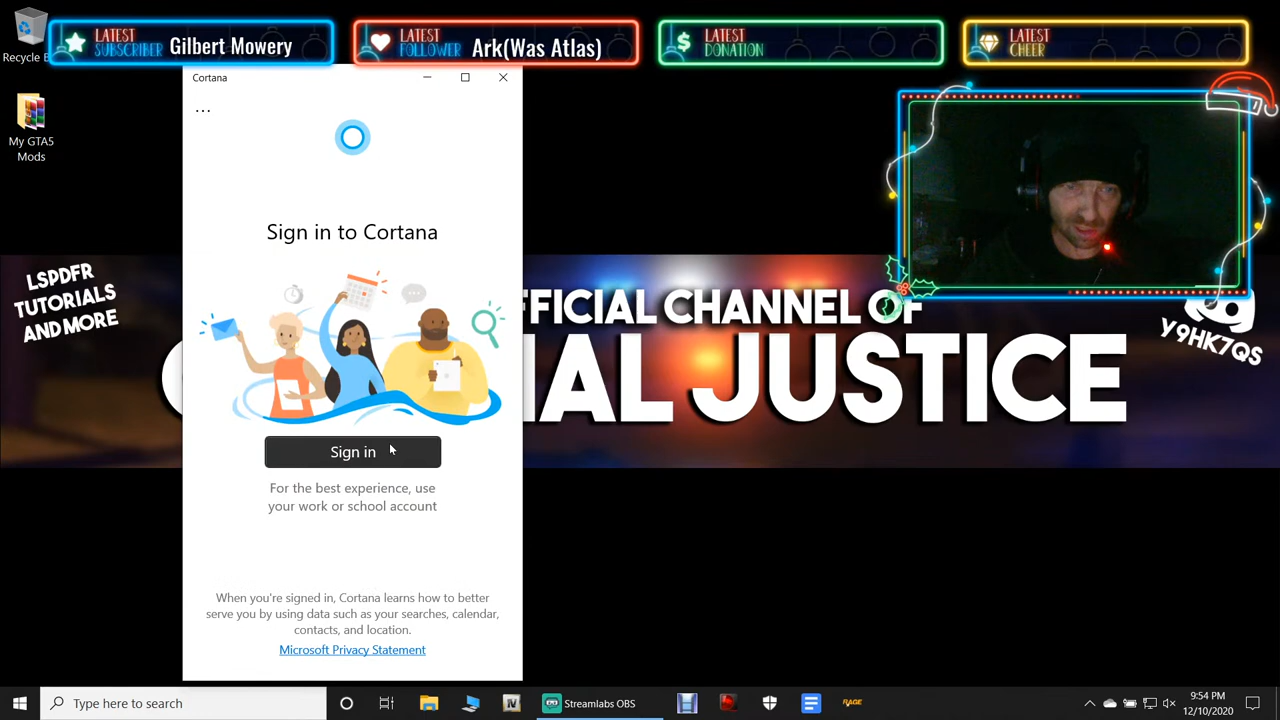 LATEST
SUBSCRIBER Gilbert Mowery
LATEST
FOLLOWER Ark(Was Atlas)
LATEST
DONATION
LATEST
CHEER
Recycle B
My GTA5
Mods
Cortana
...
Sign in to Cortana
Sign in
For the best experience, use
your work or school account
When you're signed in, Cortana learns how to better
serve you by using data such as your searches, calendar,
contacts, and location.
Microsoft Privacy Statement
LSPDFR
TUTORIALS
AND MORE
FFICIAL CHANNEL OF
IAL JUSTICE
Y9HK7QS
Type here to search
Streamlabs OBS
IV
RAGE
9:54 PM
12/10/2020